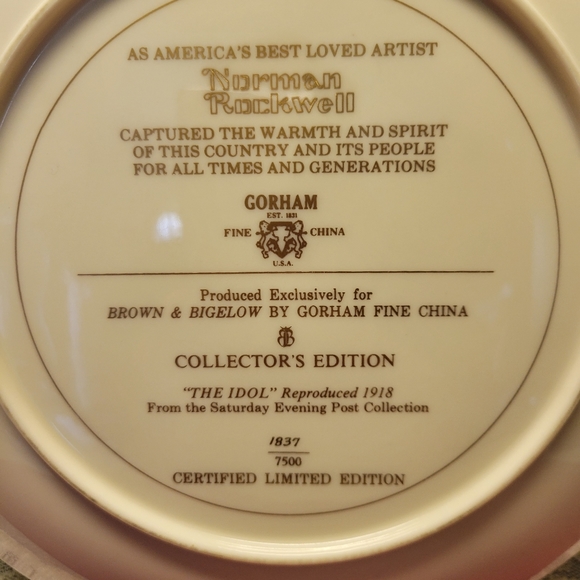 AS AMERICA'S BEST LOVED ARTIST
Norman
Rockwell
CAPTURED THE WARMTH AND SPIRIT
OF THIS COUNTRY AND ITS PEOPLE
FOR ALL TIMES AND GENERATIONS
GORHAM
EST. 1831
FINE CHINA
U.S.A.
Produced Exclusively for
BROWN & BIGELOW BY GORHAM FINE CHINA
COLLECTOR'S EDITION
"THE IDOL" Reproduced 1918
From the Saturday Evening Post Collection
1837
7500
CERTIFIED LIMITED EDITION